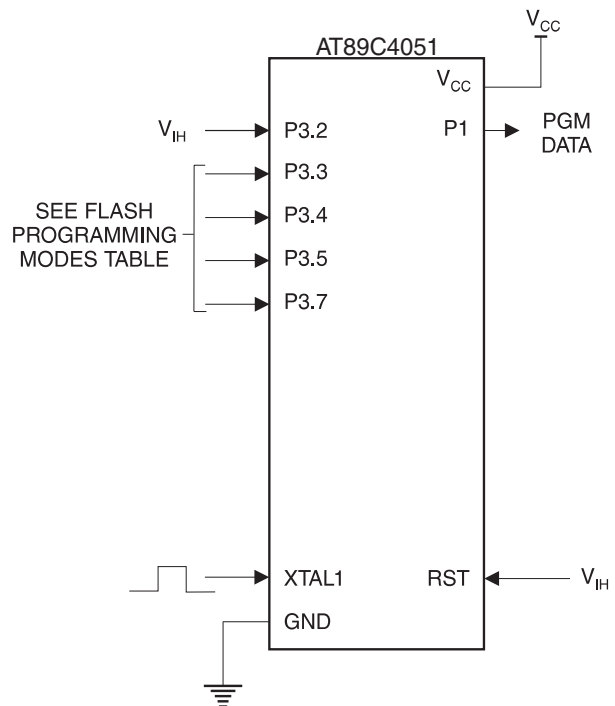 AT89C4051
V_CC
V_CC
V_IH
P3.2
P1
PGM
DATA
P3.3
SEE FLASH
PROGRAMMING
MODES TABLE
P3.4
P3.5
P3.7
XTAL1
RST
V_IH
GND